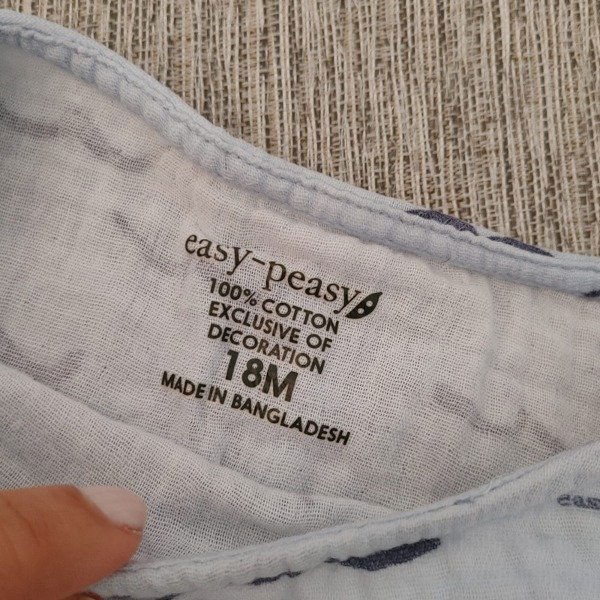 easy-peasy
100% COTTON
EXCLUSIVE OF
DECORATION
18M
MADE IN BANGLADESH